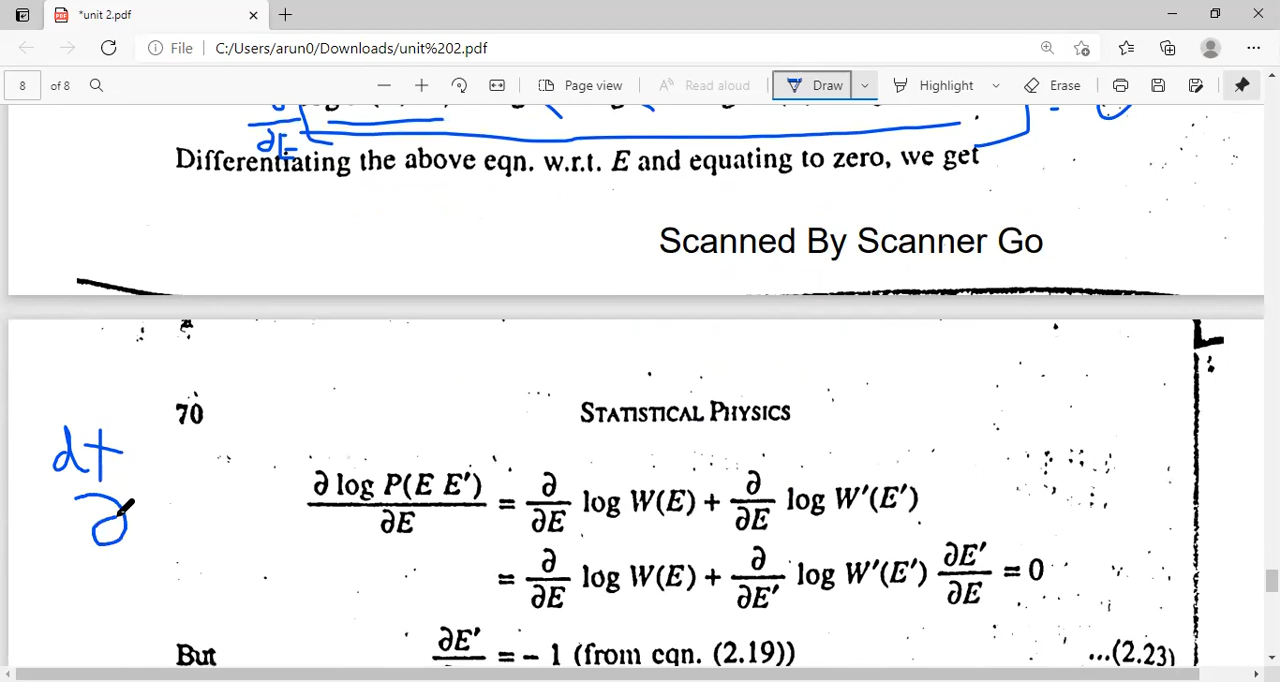 *unit 2.pdf
File C:/Users/arun0/Downloads/unit%202.pdf
8 of 8 Page view Read aloud Draw Highlight Erase
∂E
Differentiating the above eqn. w.r.t. E and equating to zero, we get
Scanned By Scanner Go
70 STATISTICAL PHYSICS
dt
∂
∂ log P(E E')/∂E = ∂/∂E log W(E) + ∂/∂E log W'(E')
= ∂/∂E log W(E) + ∂/∂E' log W'(E') ∂E'/∂E = 0
But ∂E' = – 1 (from eqn. (2.19)) ...(2.23)